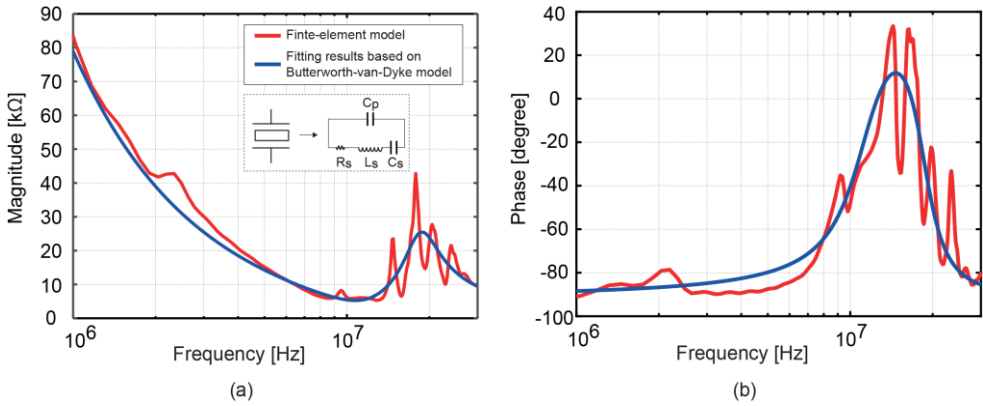 Magnitude [kΩ]
90
80
70
60
50
40
30
20
10
0
10^6
10^7
Frequency [Hz]
Finte-element model
Fitting results based on
Butterworth-van-Dyke model
Cp
Rs Ls Cs
(a)
Phase [degree]
40
20
0
-20
-40
-60
-80
-100
10^6
10^7
Frequency [Hz]
(b)